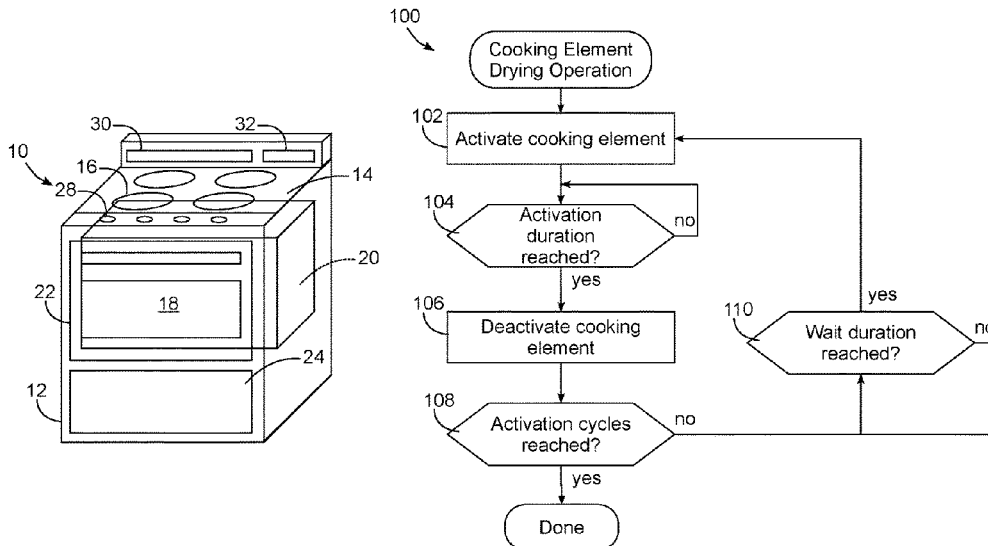 100
Cooking Element
Drying Operation
102
Activate cooking element
30
32
10
16
14
28
104
Activation
duration
reached?
no
yes
20
22
18
106
Deactivate cooking
element
110
Wait duration
reached?
yes
no
24
12
108
Activation cycles
reached?
no
yes
Done